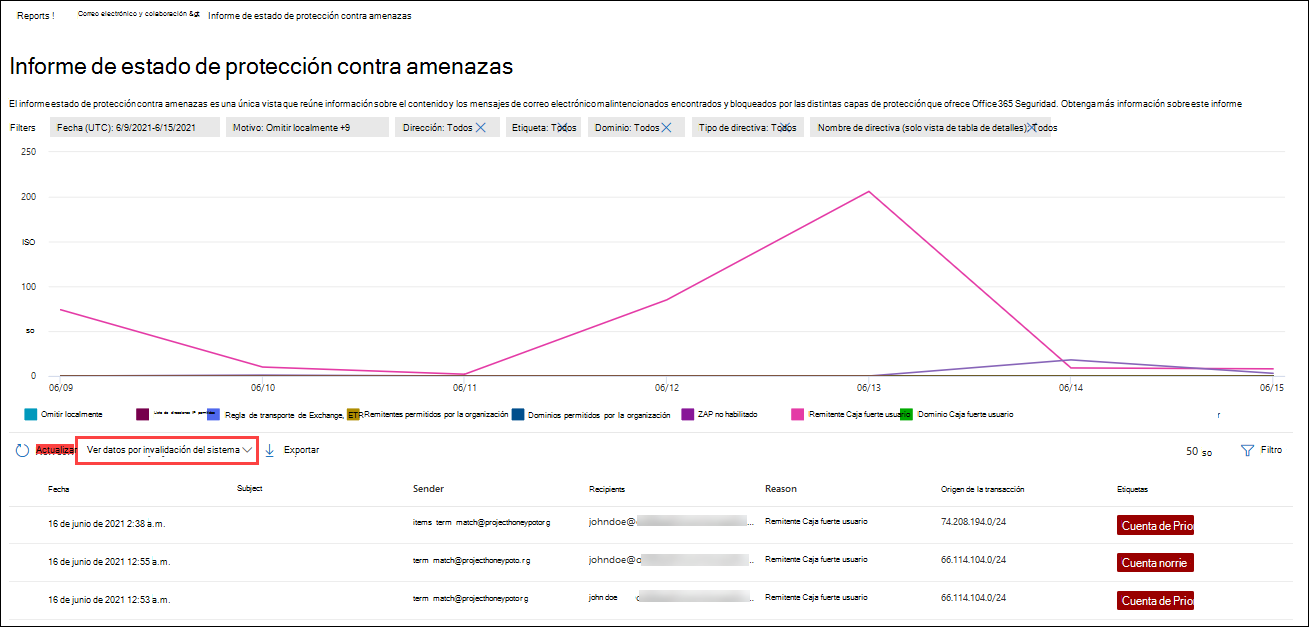 Reports ! Correo electrónico y colaboración &gt; Informe de estado de protección contra amenazas
Informe de estado de protección contra amenazas
El informe estado de protección contra amenazas es una única vista que reúne información sobre el contenido y los mensajes de correo electrónico malintencionados encontrados y bloqueados por las distintas capas de protección que ofrece Office 365 Seguridad. Obtenga más información sobre este informe
Filters Fecha (UTC): 6/9/2021-6/15/2021 Motivo: Omitir localmente +9 Dirección: Todos Etiqueta: Todos Dominio: Todos Tipo de directiva: Todos Nombre de directiva (solo vista de tabla de detalles): Todos
250
200
ISO
100
so
0
06/09 06/10 06/11 06/12 06/13 06/14 06/15
Omitir localmente Lista de direcciones IP Regla de transporte de Exchange, ETR Remitentes permitidos por la organización Dominios permitidos por la organización ZAP no habilitado Remitente Caja fuerte usuario Dominio Caja fuerte usuario r
Actualizar Ver datos por invalidación del sistema Exportar 50 so Filtro
Fecha Subject Sender Recipients Reason Origen de la transacción Etiquetas
16 de junio de 2021 2:38 a.m. items term match@projecthoneypotorg johndoe@ ... Remitente Caja fuerte usuario 74.208.194.0/24 Cuenta de Prio
16 de junio de 2021 12:55 a.m. term match@projecthoneypoto.rg johndoe@o .. Remitente Caja fuerte usuario 66.114.104.0/24 Cuenta norrie
16 de junio de 2021 12:53 a.m. term match@projecthoneypotorg john doe .. Remitente Caja fuerte usuario 66.114.104.0/24 Cuenta de Prio